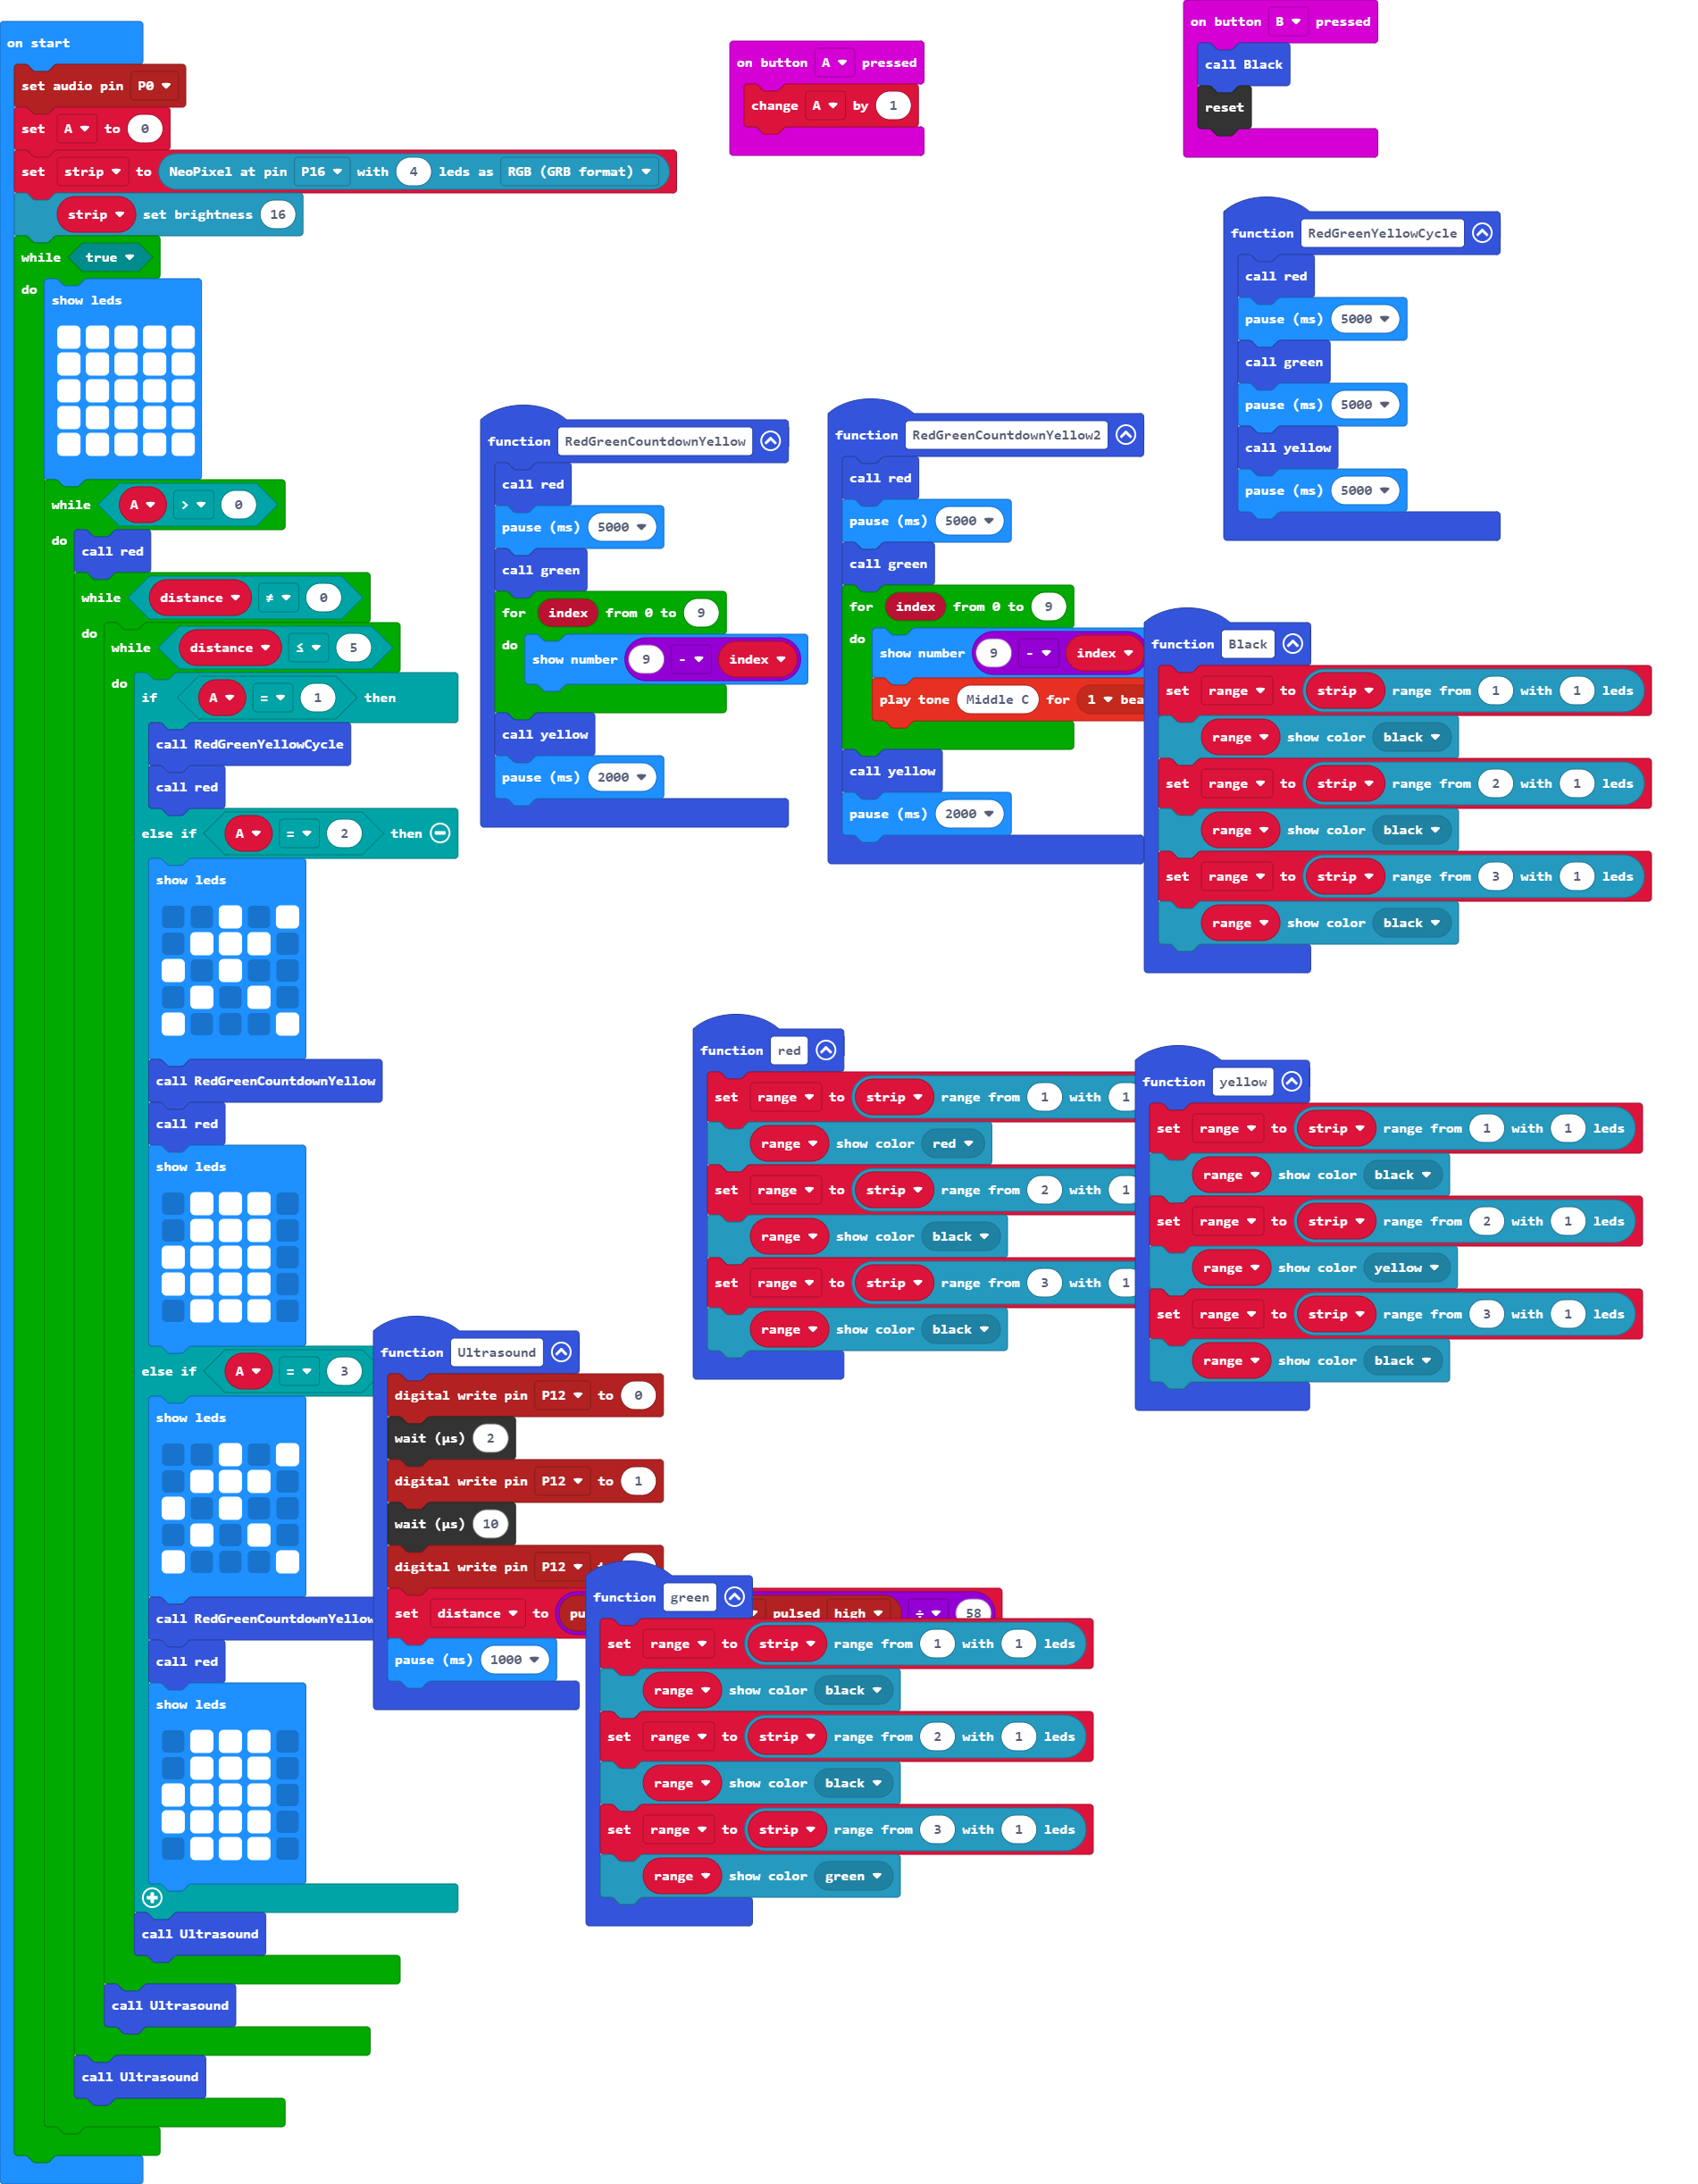 on start
set audio pin P0
set A to 0
set strip to NeoPixel at pin P16 with 4 leds as RGB (GRB format)
strip set brightness 16
while true
do
show leds
while A > 0
do
call red
while distance ≠ 0
do
while distance ≤ 5
do
if A = 1 then
call RedGreenYellowCycle
call red
else if A = 2 then
show leds
call RedGreenCountdownYellow
call red
show leds
else if A = 3
show leds
call RedGreenCountdownYellow
call red
show leds
call Ultrasound
call Ultrasound
call Ultrasound
on button A pressed
change A by 1
on button B pressed
call Black
reset
function RedGreenYellowCycle
call red
pause (ms) 5000
call green
pause (ms) 5000
call yellow
pause (ms) 5000
function RedGreenCountdownYellow
call red
pause (ms) 5000
call green
for index from 0 to 9
do
show number 9 - index
call yellow
pause (ms) 2000
function RedGreenCountdownYellow2
call red
pause (ms) 5000
call green
for index from 0 to 9
do
show number 9 - index
play tone Middle C for 1 bea
call yellow
pause (ms) 2000
function Black
set range to strip range from 1 with 1 leds
range show color black
set range to strip range from 2 with 1 leds
range show color black
set range to strip range from 3 with 1 leds
range show color black
function red
set range to strip range from 1 with 1
range show color red
set range to strip range from 2 with 1
range show color black
set range to strip range from 3 with 1
range show color black
function yellow
set range to strip range from 1 with 1 leds
range show color black
set range to strip range from 2 with 1 leds
range show color yellow
set range to strip range from 3 with 1 leds
range show color black
function Ultrasound
digital write pin P12 to 0
wait (µs) 2
digital write pin P12 to 1
wait (µs) 10
digital write pin P12
set distance to pu pulsed high ÷ 58
pause (ms) 1000
function green
set range to strip range from 1 with 1 leds
range show color black
set range to strip range from 2 with 1 leds
range show color black
set range to strip range from 3 with 1 leds
range show color green